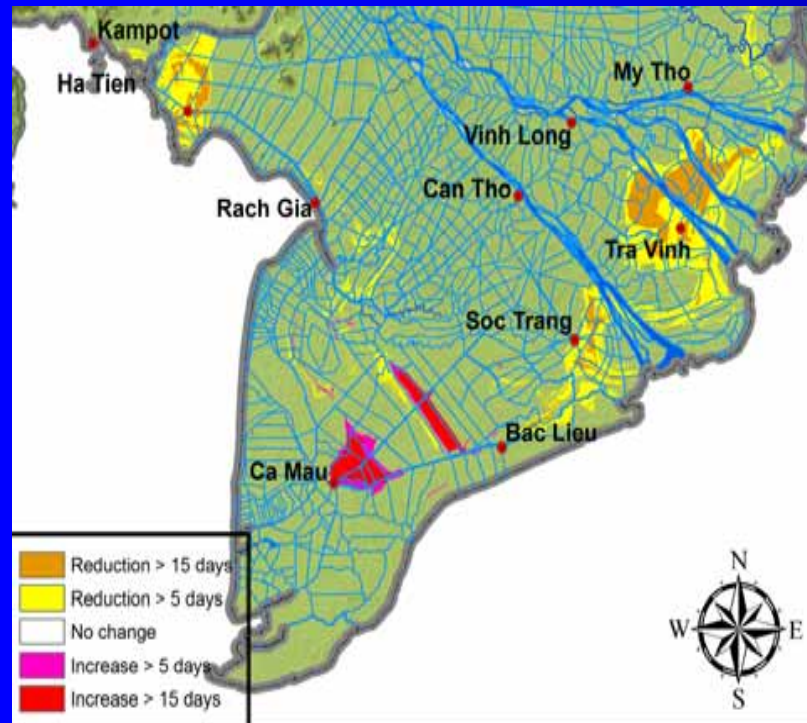 Kampot
Ha Tien
My Tho
Vinh Long
Can Tho
Rach Gia
Tra Vinh
Soc Trang
Bac Lieu
Ca Mau
Reduction > 15 days
Reduction > 5 days
No change
Increase > 5 days
Increase > 15 days
N
W E
S